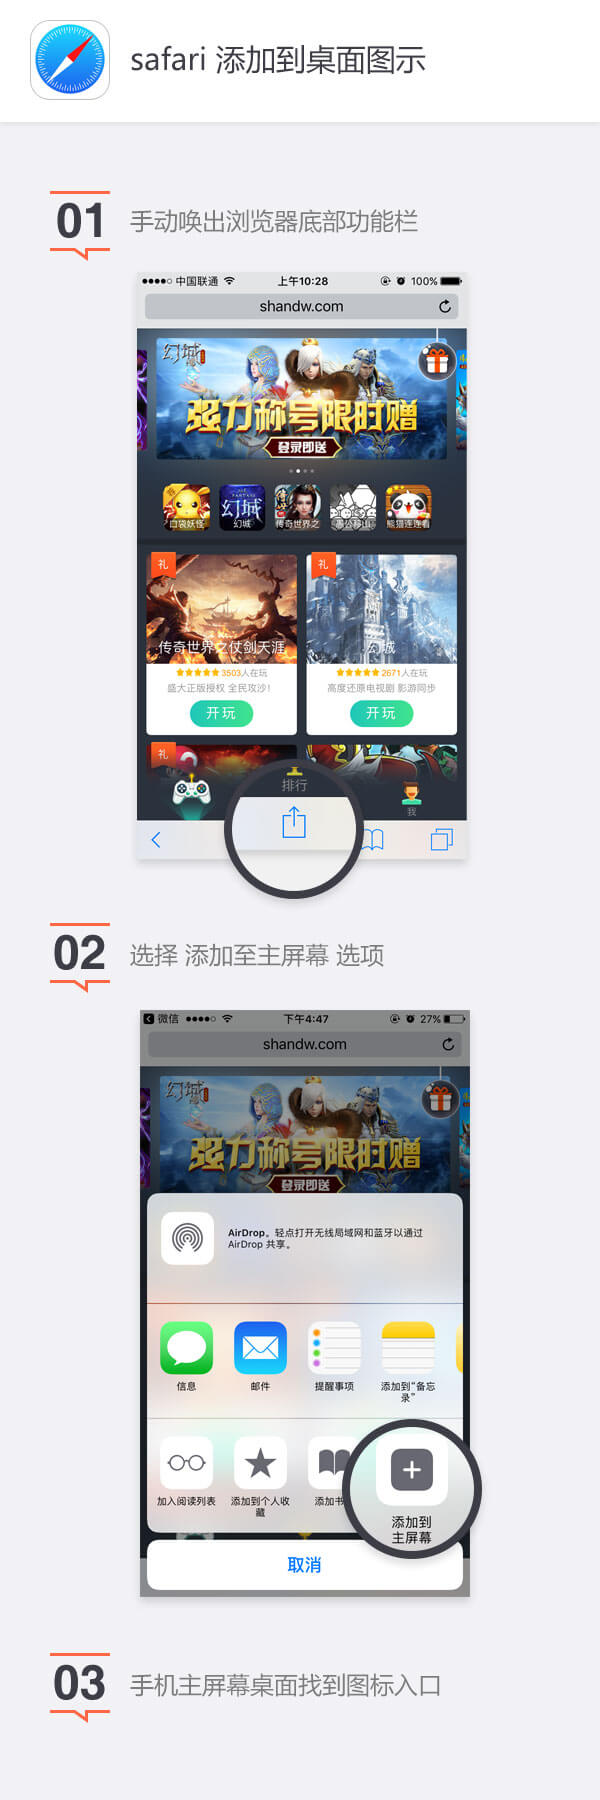 safari 添加到桌面图示
01 手动唤出浏览器底部功能栏
中国联通 上午10:28 100%
shandw.com
幻城
强力称号限时赠
登录即送
口袋妖怪 幻城 传奇世界之 愚公移山 熊猫连连看
礼 礼
传奇世界之仗剑天涯 幻城
3503人在玩 2671人在玩
盛大正版授权 全民攻沙! 高度还原电视剧 影游同步
开玩 开玩
礼
排行
我
02 选择 添加至主屏幕 选项
微信 下午4:47 27%
shandw.com
幻城
强力称号限时赠
登录即送
AirDrop。轻点打开无线局域网和蓝牙以通过
AirDrop 共享。
信息 邮件 提醒事项 添加到“备忘
录”
加入阅读列表 添加到个人收
藏 添加书
添加到
主屏幕
取消
03 手机主屏幕桌面找到图标入口